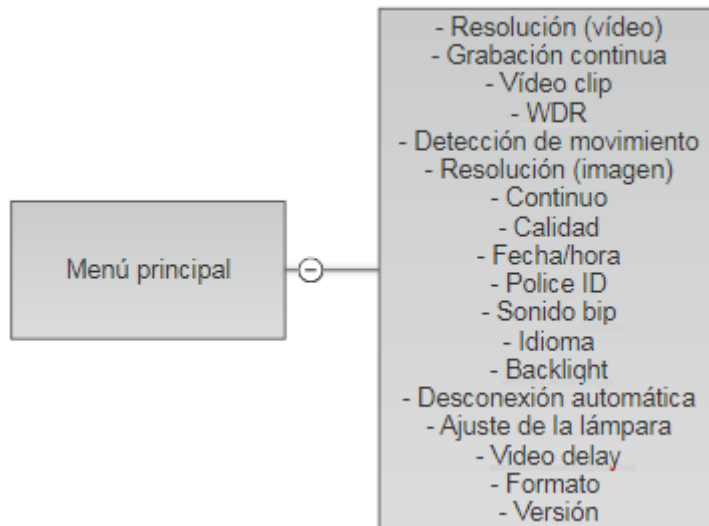 Menú principal
- Resolución (vídeo)
- Grabación continua
- Vídeo clip
- WDR
- Detección de movimiento
- Resolución (imagen)
- Continuo
- Calidad
- Fecha/hora
- Police ID
- Sonido bip
- Idioma
- Backlight
- Desconexión automática
- Ajuste de la lámpara
- Video delay
- Formato
- Versión